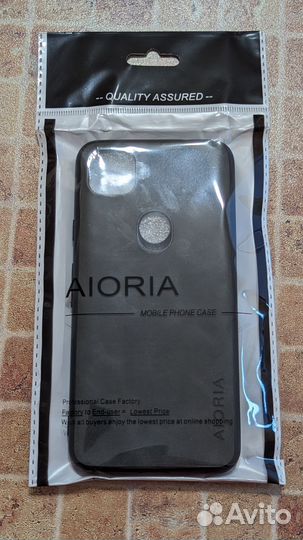 -- QUALITY ASSURED --
AIORIA
MOBILE PHONE CASE
Professional Case Factory
Factory to End-user = Lowest Price
all buyers enjoy the lowest price at online shopping
AIORIA
Avito